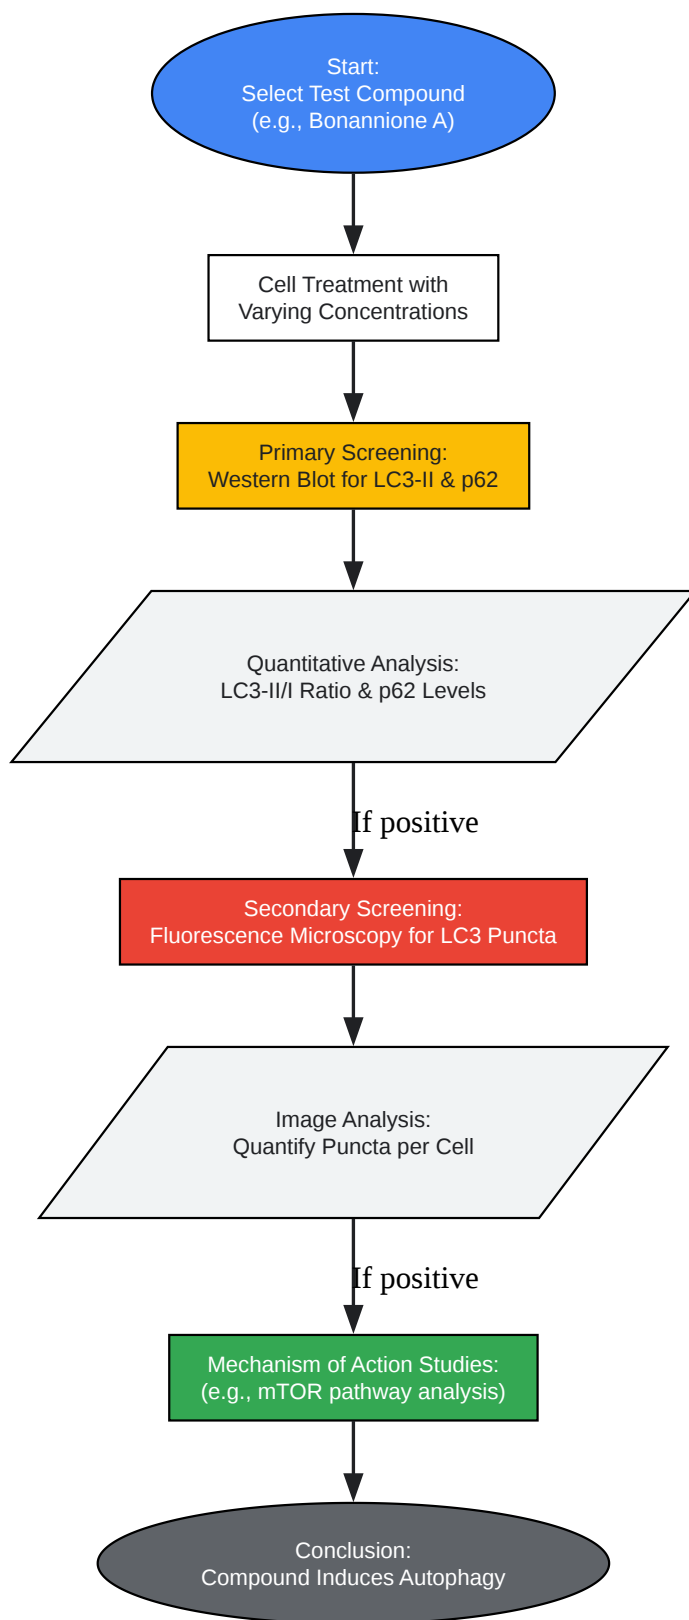 Start:
Select Test Compound
(e.g., Bonannione A)
Cell Treatment with
Varying Concentrations
Primary Screening:
Western Blot for LC3-II & p62
Quantitative Analysis:
LC3-II/I Ratio & p62 Levels
If positive
Secondary Screening:
Fluorescence Microscopy for LC3 Puncta
Image Analysis:
Quantify Puncta per Cell
If positive
Mechanism of Action Studies:
(e.g., mTOR pathway analysis)
Conclusion:
Compound Induces Autophagy